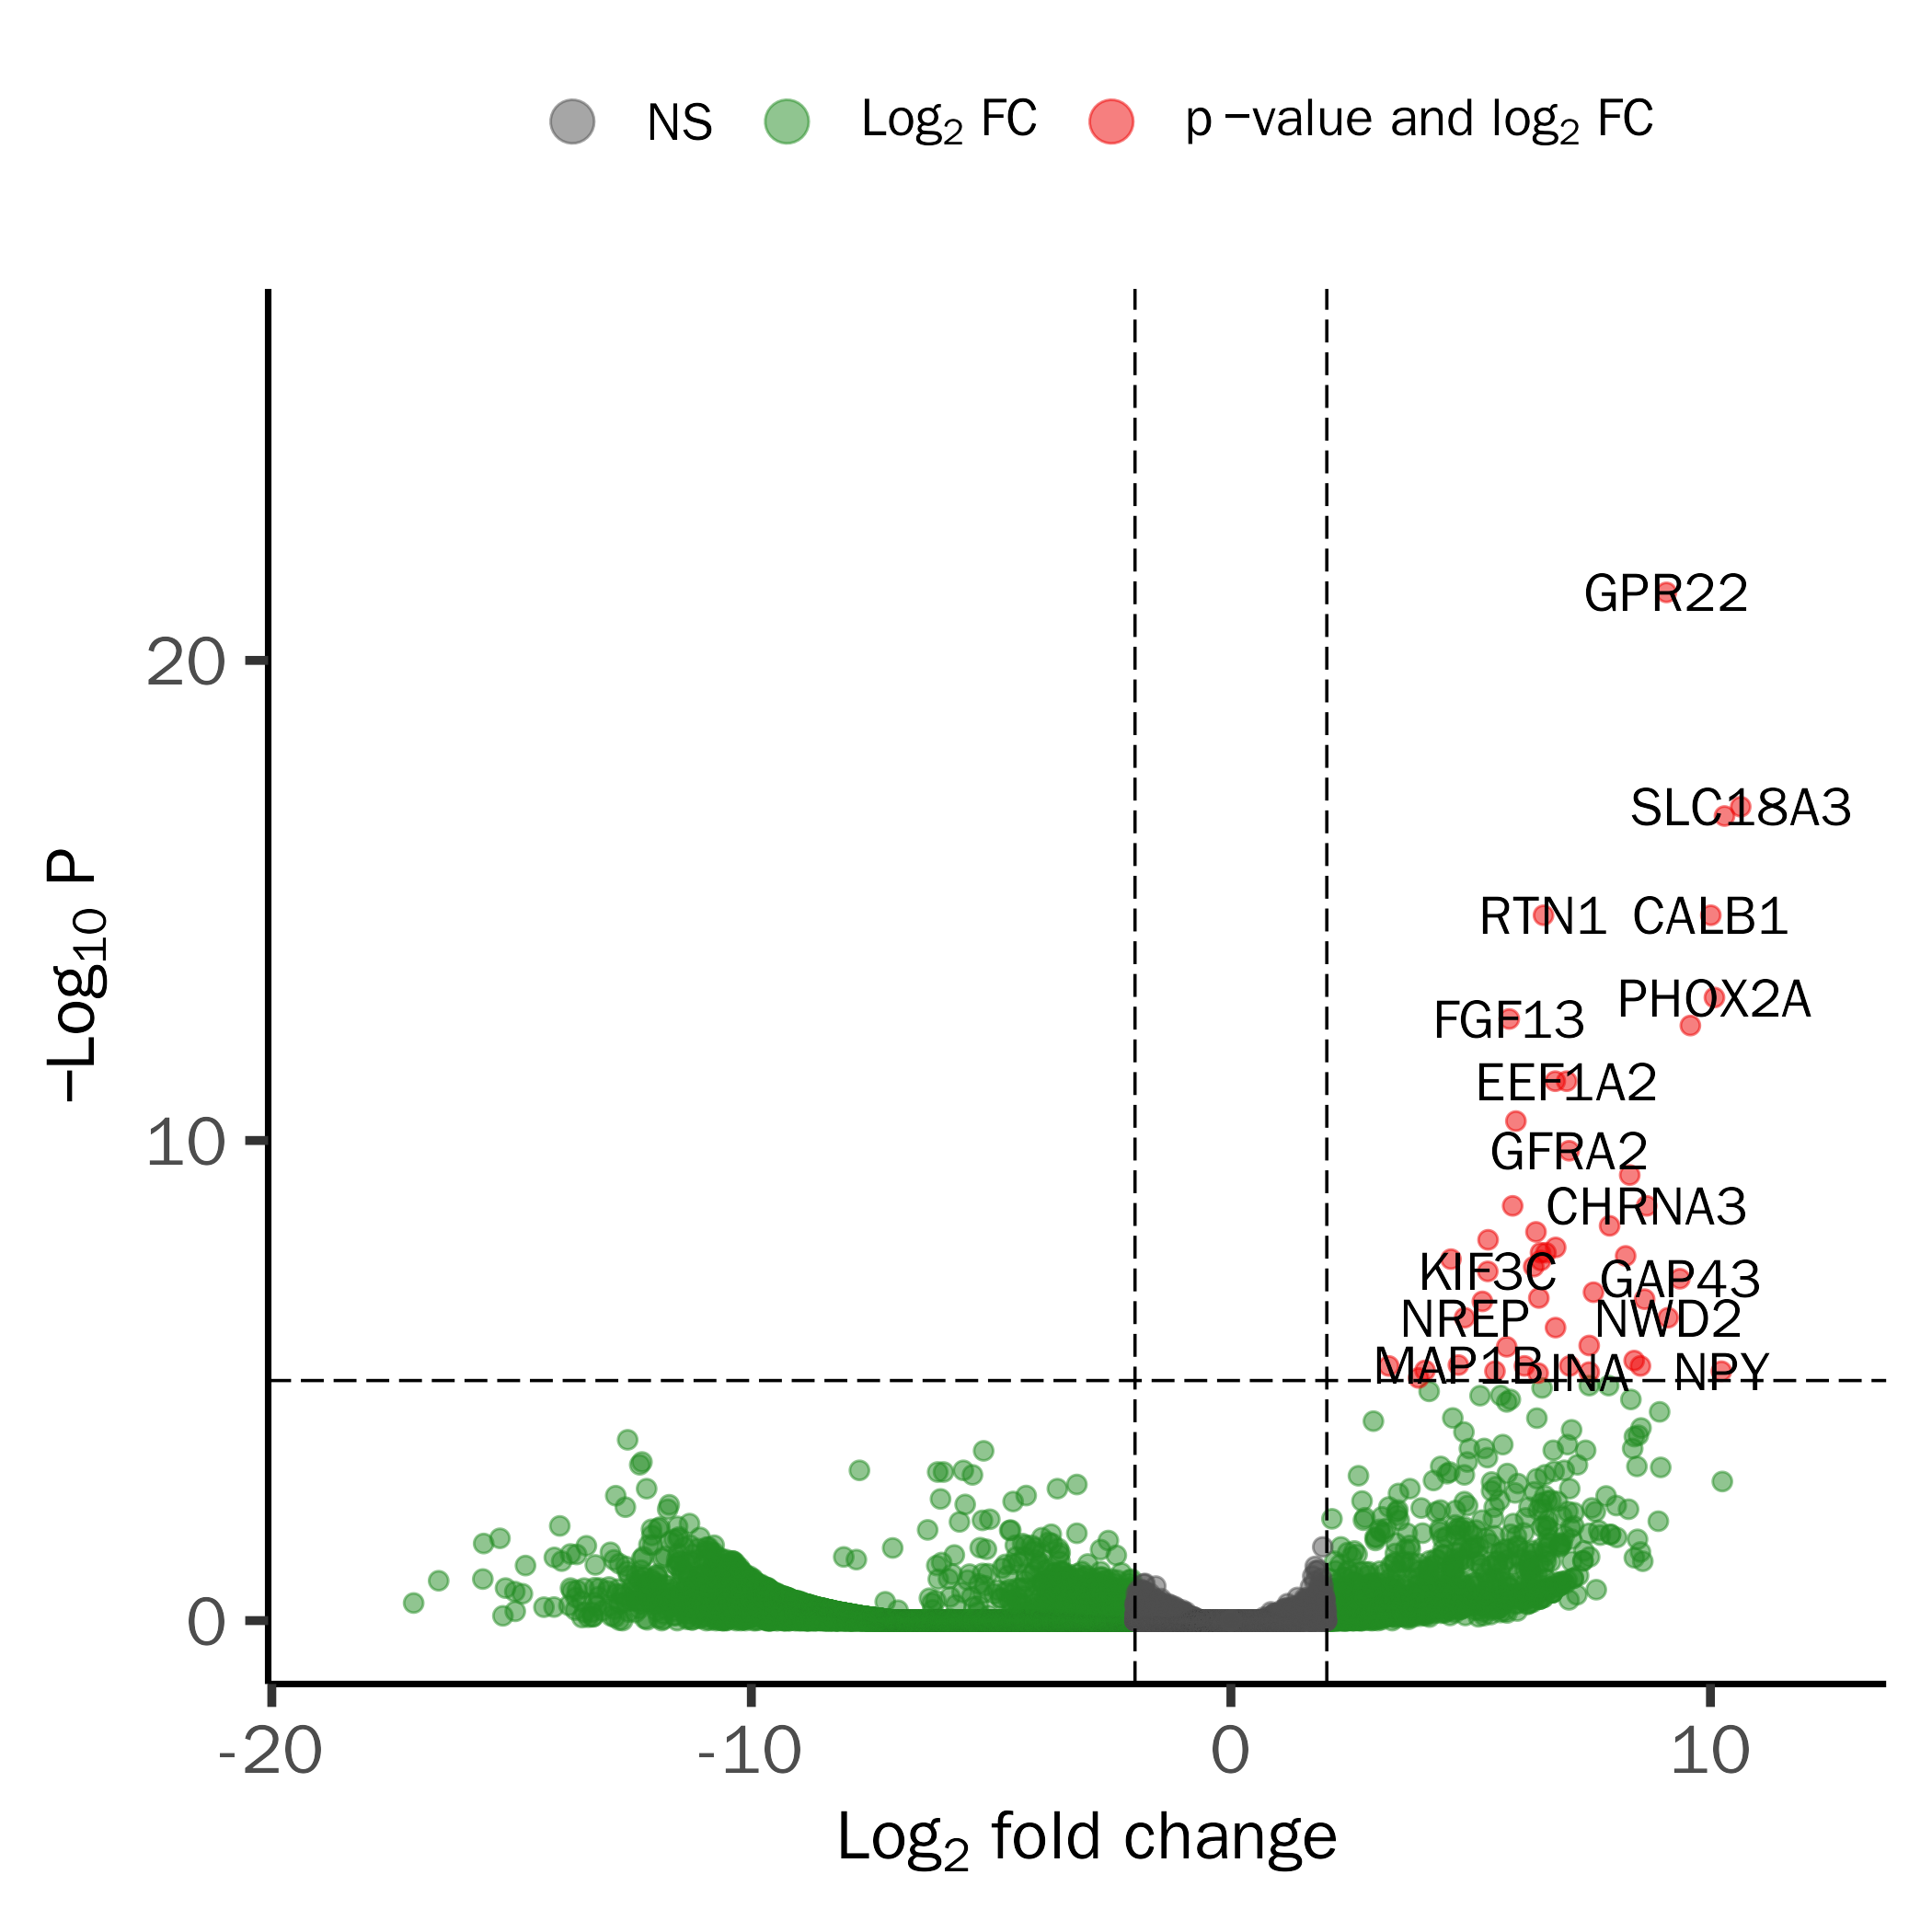 NS Log2 FC p −value and log2 FC
GPR22
20
SLC18A3
RTN1 CALB1
PHOX2A
FGF13
EEF1A2
10
GFRA2
CHRNA3
KIF3C GAP43
NREP NWD2
MAP1B INA NPY
0
-20 -10 0 10
Log2 fold change
−Log10 P